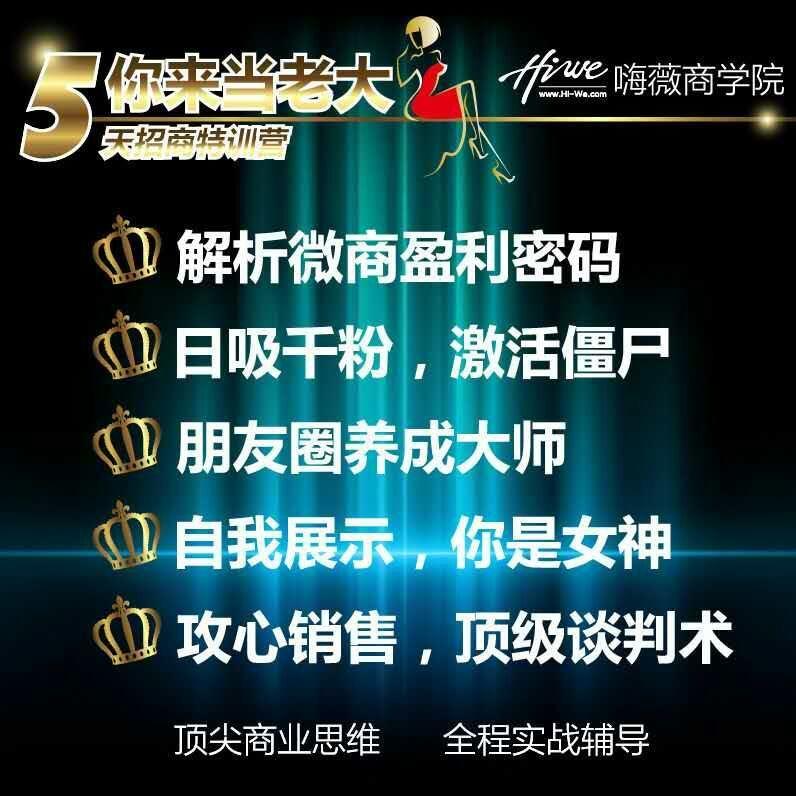 5
你来当老大
天招商特训营
Hi-We
www.Hi-We.com
嗨薇商学院
解析微商盈利密码
日吸千粉，激活僵尸
朋友圈养成大师
自我展示，你是女神
攻心销售，顶级谈判术
顶尖商业思维 全程实战辅导